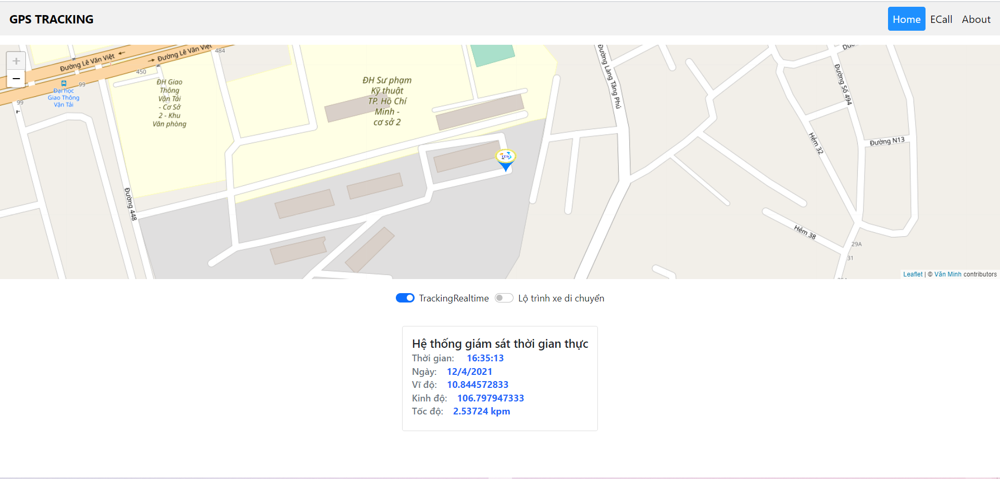 GPS TRACKING
Home ECall About
+
−
Đường Lê Văn Việt ←
→ Đường Lê Văn Việt
484
450
99
99
Đại học
Giao Thông
Vận Tải
ĐH Giao
Thông
Vận Tải
- Cơ Sở
2 - Khu
Văn phòng
ĐH Sư phạm
Kỹ thuật
TP. Hồ Chí
Minh -
cơ sở 2
ITS
Đường 448
Đường Làng Tăng Phú
Đường Số 494
Đường N13
Hẻm 32
Hẻm 38
29A
31
Leaflet | © Văn Minh contributors
TrackingRealtime Lộ trình xe di chuyển
Hệ thống giám sát thời gian thực
Thời gian: 16:35:13
Ngày: 12/4/2021
Vĩ độ: 10.844572833
Kinh độ: 106.797947333
Tốc độ: 2.53724 kpm